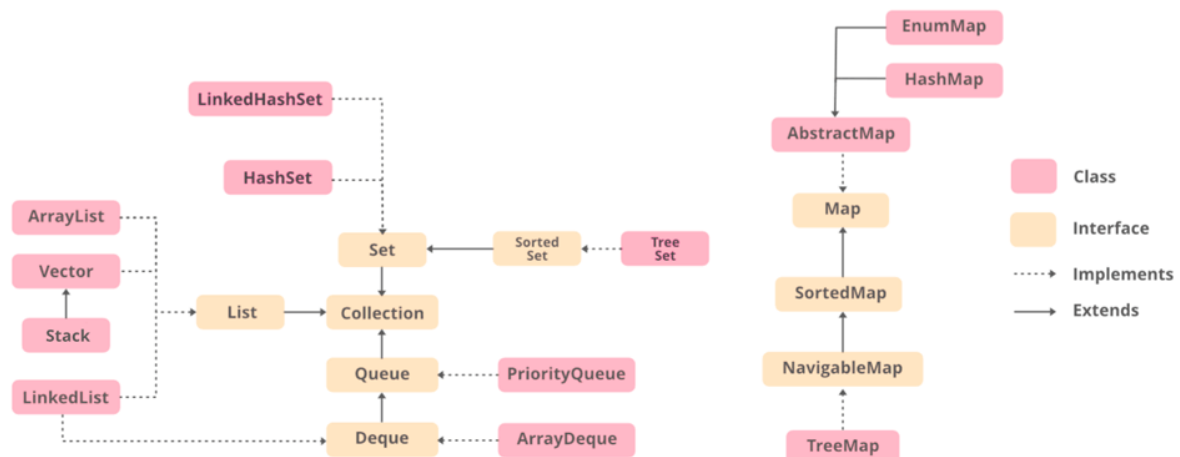 EnumMap
HashMap
AbstractMap
Map
SortedMap
NavigableMap
TreeMap
LinkedHashSet
HashSet
ArrayList
Vector
Stack
LinkedList
List
Set
Sorted
Set
Tree
Set
Collection
Queue
PriorityQueue
Deque
ArrayDeque
Class
Interface
Implements
Extends